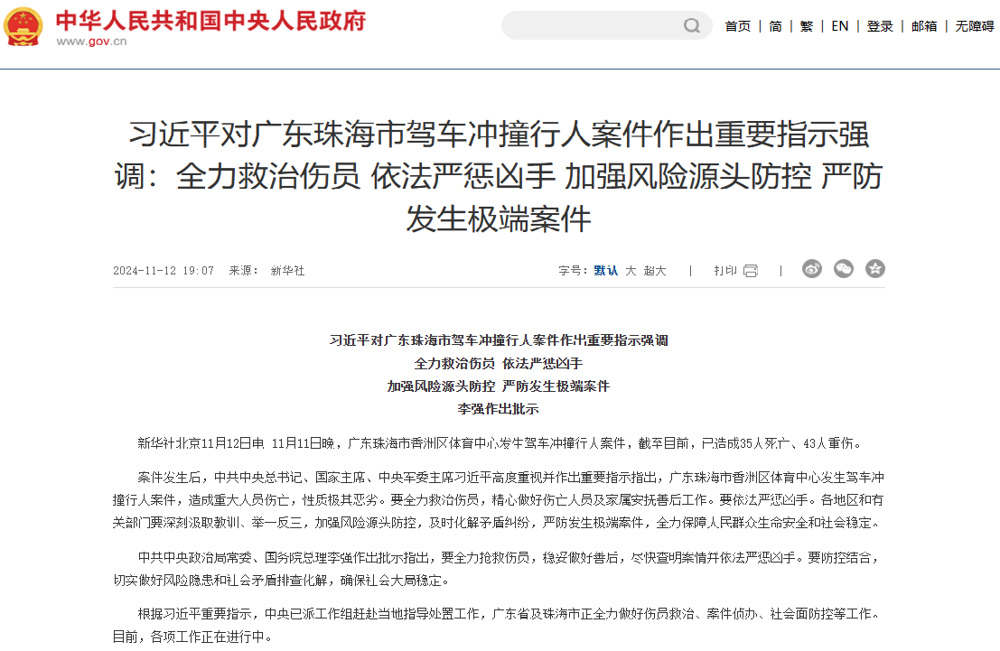 中华人民共和国中央人民政府
www.gov.cn
首页 | 简 | 繁 | EN | 登录 | 邮箱 | 无障碍
习近平对广东珠海市驾车冲撞行人案件作出重要指示强
调：全力救治伤员 依法严惩凶手 加强风险源头防控 严防
发生极端案件
2024-11-12 19:07 来源： 新华社 字号：默认 大 超大 | 打印 |
习近平对广东珠海市驾车冲撞行人案件作出重要指示强调
全力救治伤员 依法严惩凶手
加强风险源头防控 严防发生极端案件
李强作出批示
新华社北京11月12日电 11月11日晚，广东珠海市香洲区体育中心发生驾车冲撞行人案件，截至目前，已造成35人死亡、43人重伤。
案件发生后，中共中央总书记、国家主席、中央军委主席习近平高度重视并作出重要指示指出，广东珠海市香洲区体育中心发生驾车冲
撞行人案件，造成重大人员伤亡，性质极其恶劣。要全力救治伤员，精心做好伤亡人员及家属安抚善后工作。要依法严惩凶手。各地区和有
关部门要深刻汲取教训、举一反三，加强风险源头防控，及时化解矛盾纠纷，严防发生极端案件，全力保障人民群众生命安全和社会稳定。
中共中央政治局常委、国务院总理李强作出批示指出，要全力抢救伤员，稳妥做好善后，尽快查明案情并依法严惩凶手。要防控结合，
切实做好风险隐患和社会矛盾排查化解，确保社会大局稳定。
根据习近平重要指示，中央已派工作组赶赴当地指导处置工作，广东省及珠海市正全力做好伤员救治、案件侦办、社会面防控等工作。
目前，各项工作正在进行中。